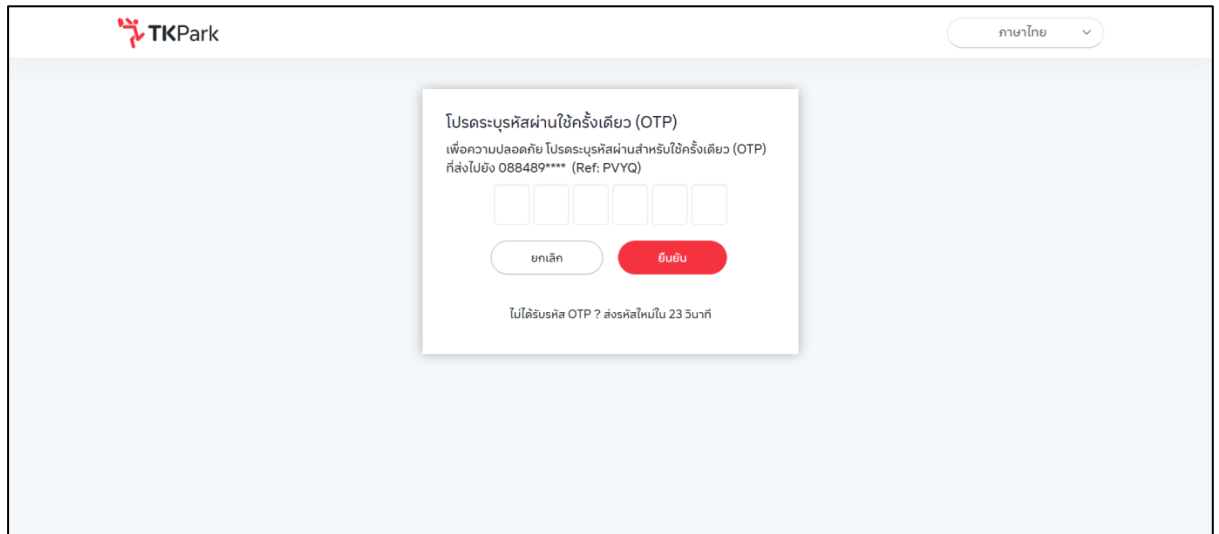 TKPark
ภาษาไทย
โปรดระบุรหัสผ่านใช้ครั้งเดียว (OTP)
เพื่อความปลอดภัย โปรดระบุรหัสผ่านสำหรับใช้ครั้งเดียว (OTP)
ที่ส่งไปยัง 088489**** (Ref: PVYQ)
ยกเลิก
ยืนยัน
ไม่ได้รับรหัส OTP ? ส่งรหัสใหม่ใน 23 วินาที